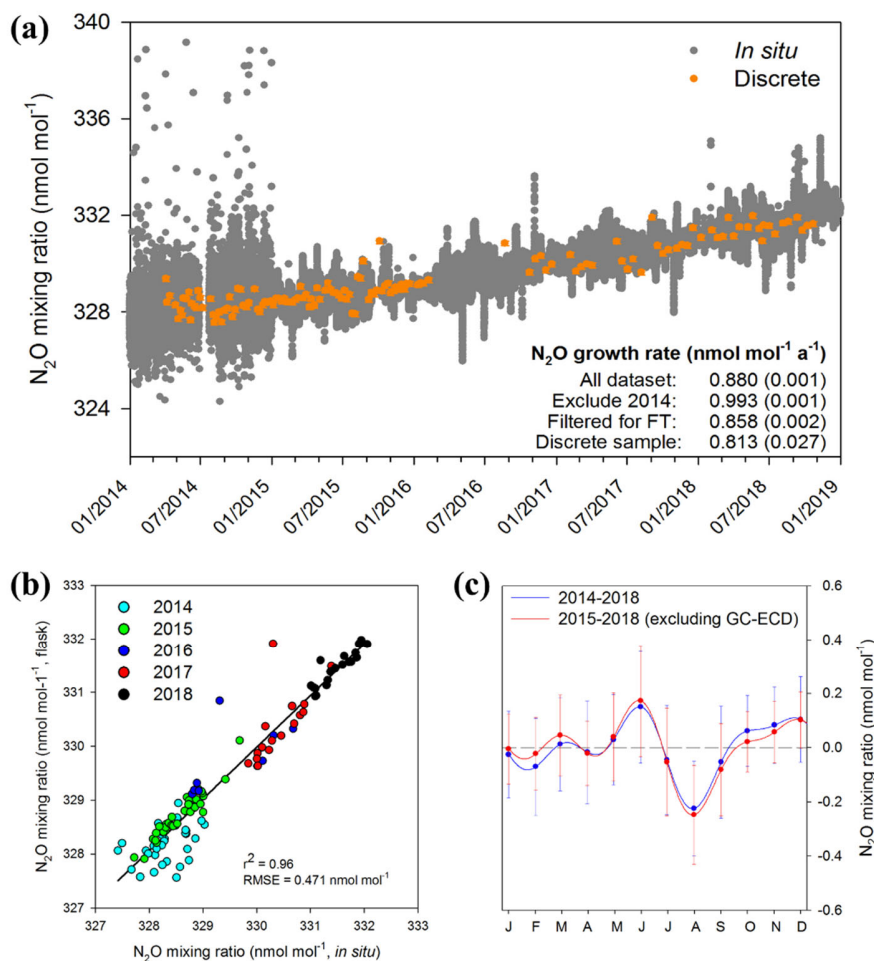 (a)
340
336
332
328
324
N₂O mixing ratio (nmol mol⁻¹)
In situ
Discrete
N₂O growth rate (nmol mol⁻¹ a⁻¹)
All dataset: 0.880 (0.001)
Exclude 2014: 0.993 (0.001)
Filtered for FT: 0.858 (0.002)
Discrete sample: 0.813 (0.027)
01/2014
07/2014
01/2015
07/2015
01/2016
07/2016
01/2017
07/2017
01/2018
07/2018
01/2019
(b)
333
332
331
330
329
328
327
N₂O mixing ratio (nmol mol-1⁻¹, flask)
2014
2015
2016
2017
2018
r² = 0.96
RMSE = 0.471 nmol mol⁻¹
327 328 329 330 331 332 333
N₂O mixing ratio (nmol mol⁻¹, in situ)
(c)
2014-2018
2015-2018 (excluding GC-ECD)
0.6
0.4
0.2
0.0
-0.2
-0.4
-0.6
N₂O mixing ratio (nmol mol⁻¹)
J F M A M J J A S O N D